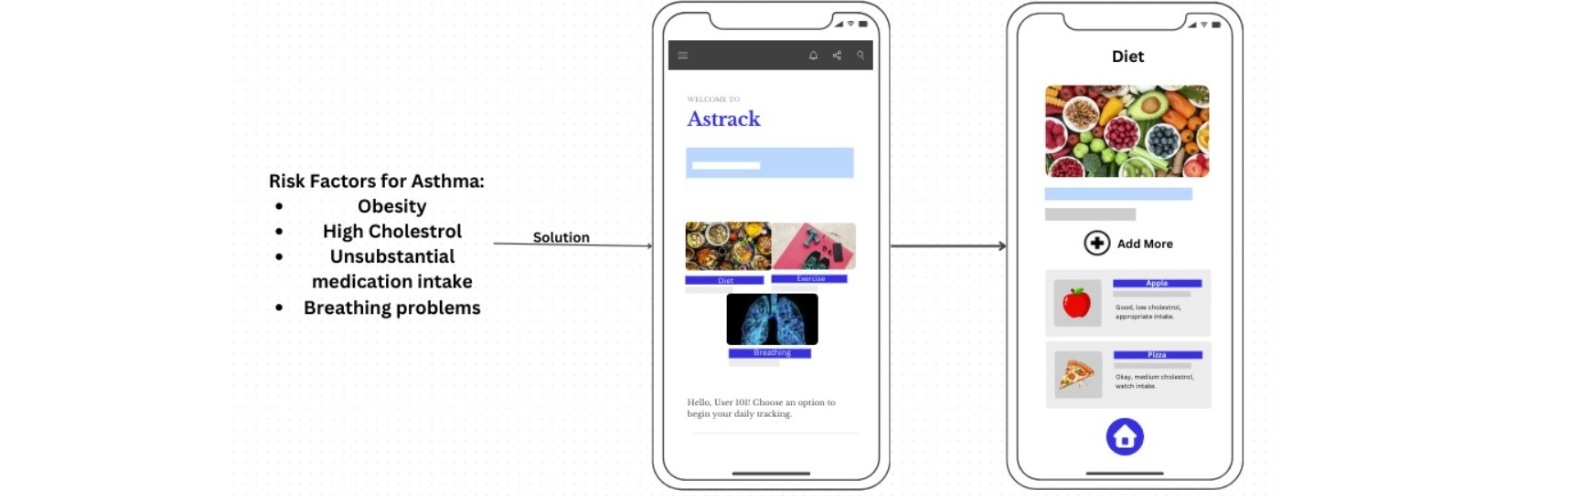 Risk Factors for Asthma:
• Obesity
• High Cholestrol
• Unsubstantial
medication intake
• Breathing problems
Solution
WELCOME TO
Astrack
Diet
Exercise
Breathing
Hello, User 101! Choose an option to
begin your daily tracking.
Diet
Add More
Apple
Good, low cholestrol,
appropriate intake.
Pizza
Okay, medium cholestrol,
watch intake.